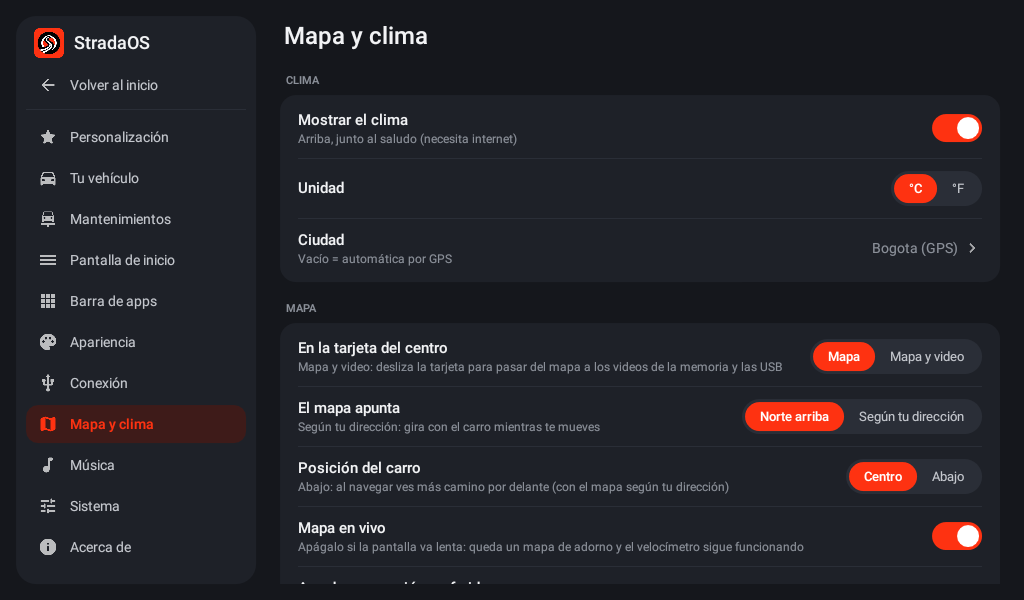 StradaOS
Volver al inicio
Personalización
Tu vehículo
Mantenimientos
Pantalla de inicio
Barra de apps
Apariencia
Conexión
Mapa y clima
Música
Sistema
Acerca de
Mapa y clima
CLIMA
Mostrar el clima
Arriba, junto al saludo (necesita internet)
Unidad
°C °F
Ciudad
Vacío = automática por GPS
Bogota (GPS)
MAPA
En la tarjeta del centro
Mapa y video: desliza la tarjeta para pasar del mapa a los videos de la memoria y las USB
Mapa Mapa y video
El mapa apunta
Según tu dirección: gira con el carro mientras te mueves
Norte arriba Según tu dirección
Posición del carro
Abajo: al navegar ves más camino por delante (con el mapa según tu dirección)
Centro Abajo
Mapa en vivo
Apágalo si la pantalla va lenta: queda un mapa de adorno y el velocímetro sigue funcionando